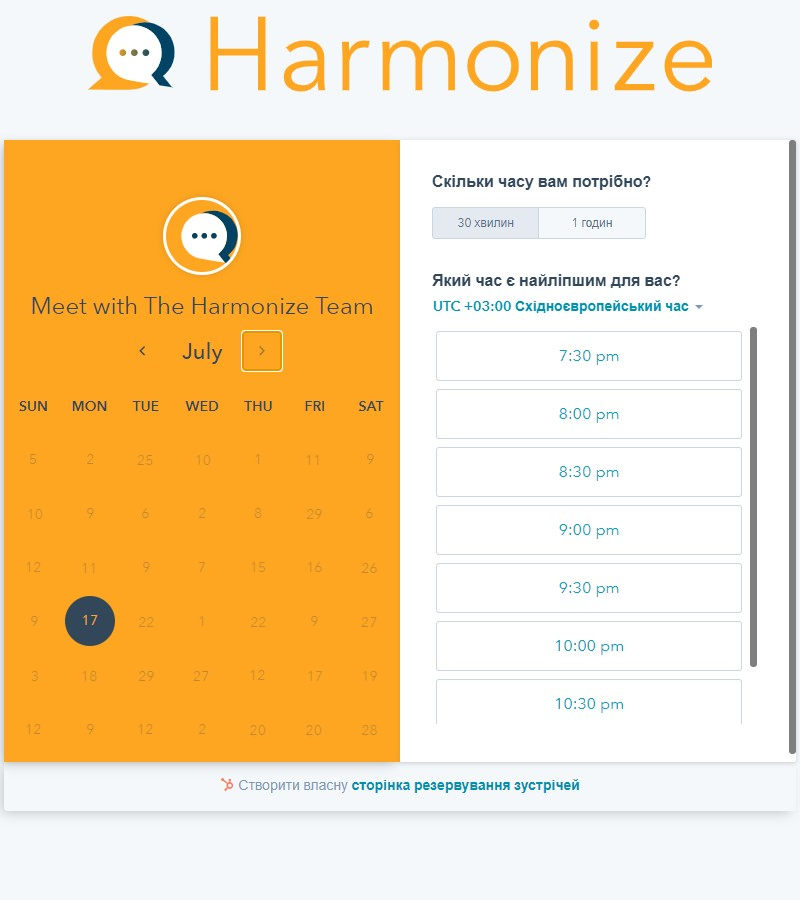 Harmonize
Meet with The Harmonize Team
July
SUN MON TUE WED THU FRI SAT
5 2 25 10 1 11 9
10 9 6 2 8 29 6
12 11 9 7 15 16 26
9 17 22 1 22 9 27
3 18 29 27 12 17 19
12 9 12 2 20 20 28
Скільки часу вам потрібно?
30 хвилин 1 годин
Який час є найліпшим для вас?
UTC +03:00 Східноєвропейський час
7:30 pm
8:00 pm
8:30 pm
9:00 pm
9:30 pm
10:00 pm
10:30 pm
Створити власну сторінка резервування зустрічей